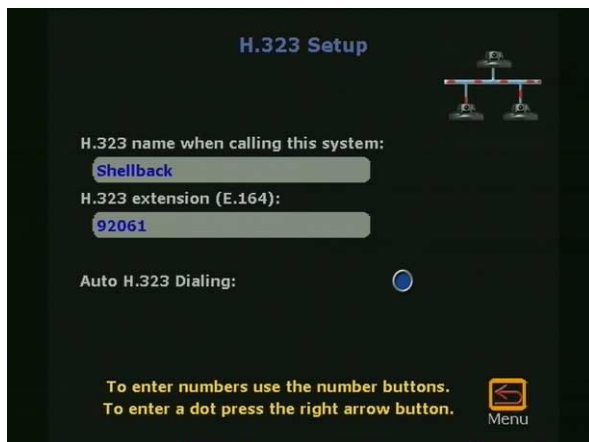 H.323 Setup
H.323 name when calling this system:
Shellback
H.323 extension (E.164):
92061
Auto H.323 Dialing:
To enter numbers use the number buttons.
To enter a dot press the right arrow button.
Menu